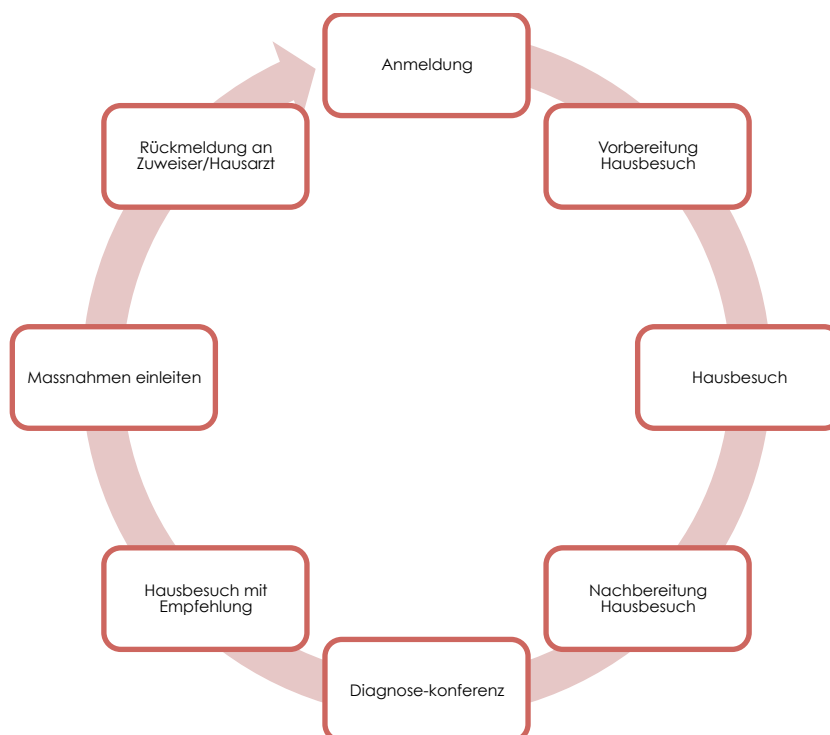 Anmeldung
Vorbereitung
Hausbesuch
Hausbesuch
Nachbereitung
Hausbesuch
Diagnose-konferenz
Hausbesuch mit
Empfehlung
Massnahmen einleiten
Rückmeldung an
Zuweiser/Hausarzt